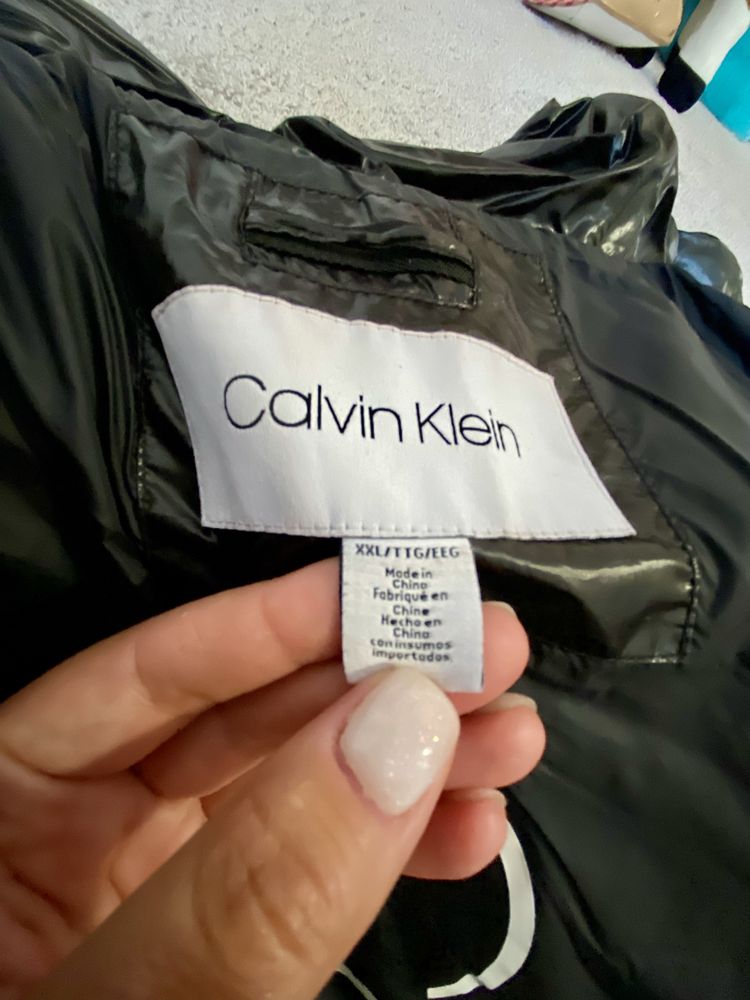 Calvin Klein
XXL/TTG/EEG
Made in
China
Fabriqué en
Chine
Hecho en
China
con insumos
importados.